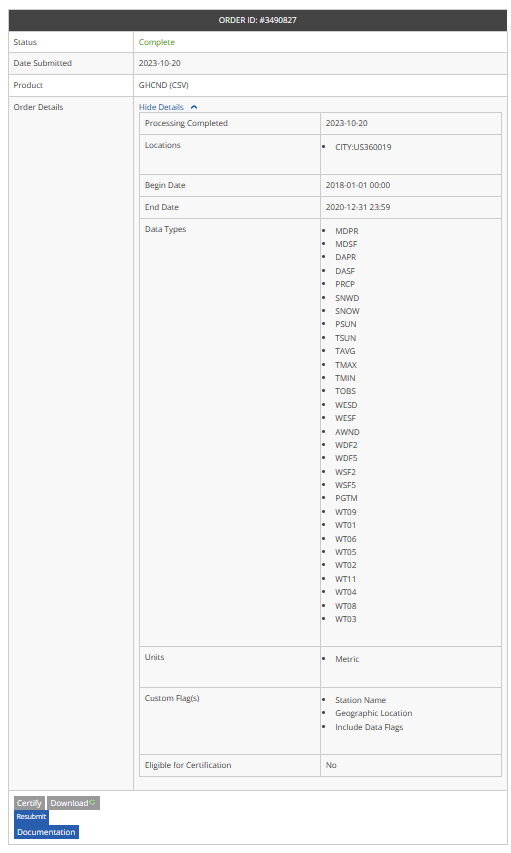 ORDER ID: #3490827
Status Complete
Date Submitted 2023-10-20
Product GHCND (CSV)
Order Details Hide Details
Processing Completed 2023-10-20
Locations • CITY:US360019
Begin Date 2018-01-01 00:00
End Date 2020-12-31 23:59
Data Types • MDPR
• MDSF
• DAPR
• DASF
• PRCP
• SNWD
• SNOW
• PSUN
• TSUN
• TAVG
• TMAX
• TMIN
• TOBS
• WESD
• WESF
• AWND
• WDF2
• WDF5
• WSF2
• WSF5
• PGTM
• WT09
• WT01
• WT06
• WT05
• WT02
• WT11
• WT04
• WT08
• WT03
Units • Metric
Custom Flag(s) • Station Name
• Geographic Location
• Include Data Flags
Eligible for Certification No
Certify Download
Resubmit
Documentation